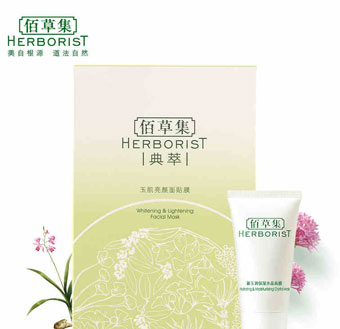 佰草集
HERBORIST
美自根源 道法自然
佰草集
HERBORIST
典萃
玉肌亮颜面贴膜
Whitening & Lightening
Facial Mask
佰草集
HERBORIST